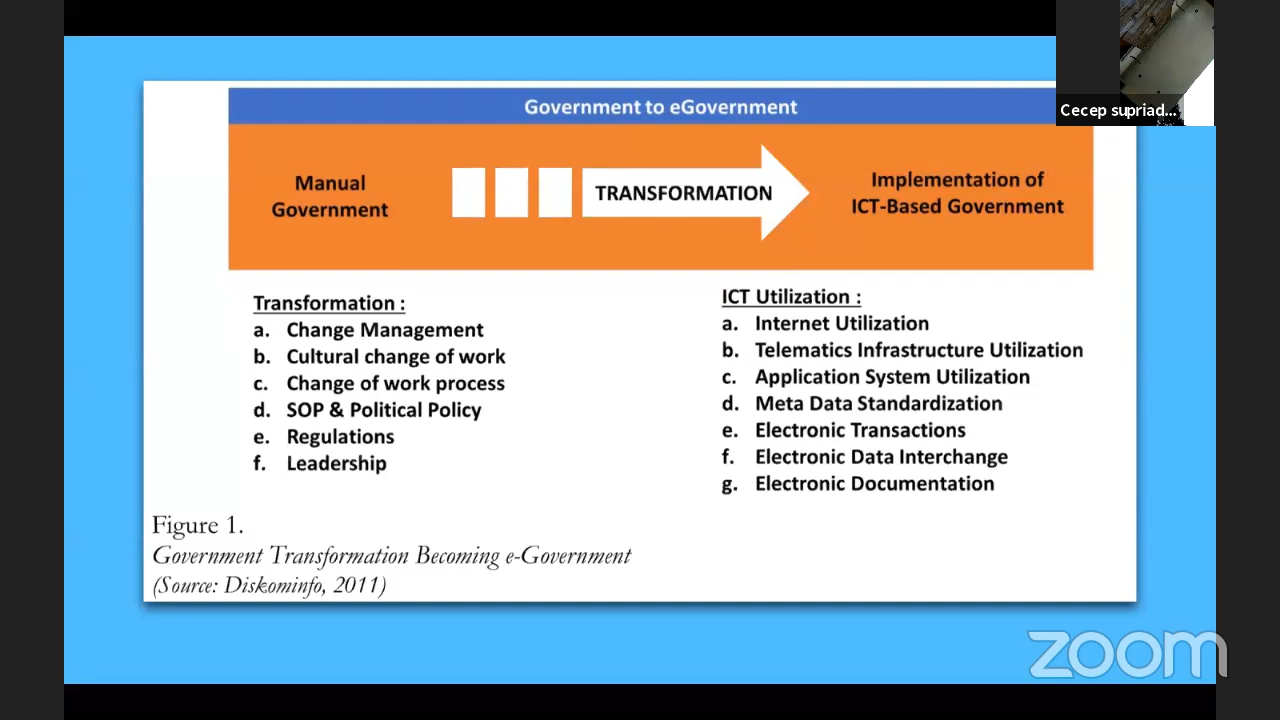 Government to eGovernment
Cecep supriad...
Manual
Government
TRANSFORMATION
Implementation of
ICT-Based Government
Transformation :
a. Change Management
b. Cultural change of work
c. Change of work process
d. SOP & Political Policy
e. Regulations
f. Leadership
ICT Utilization :
a. Internet Utilization
b. Telematics Infrastructure Utilization
c. Application System Utilization
d. Meta Data Standardization
e. Electronic Transactions
f. Electronic Data Interchange
g. Electronic Documentation
Figure 1.
Government Transformation Becoming e-Government
(Source: Diskominfo, 2011)
zoom